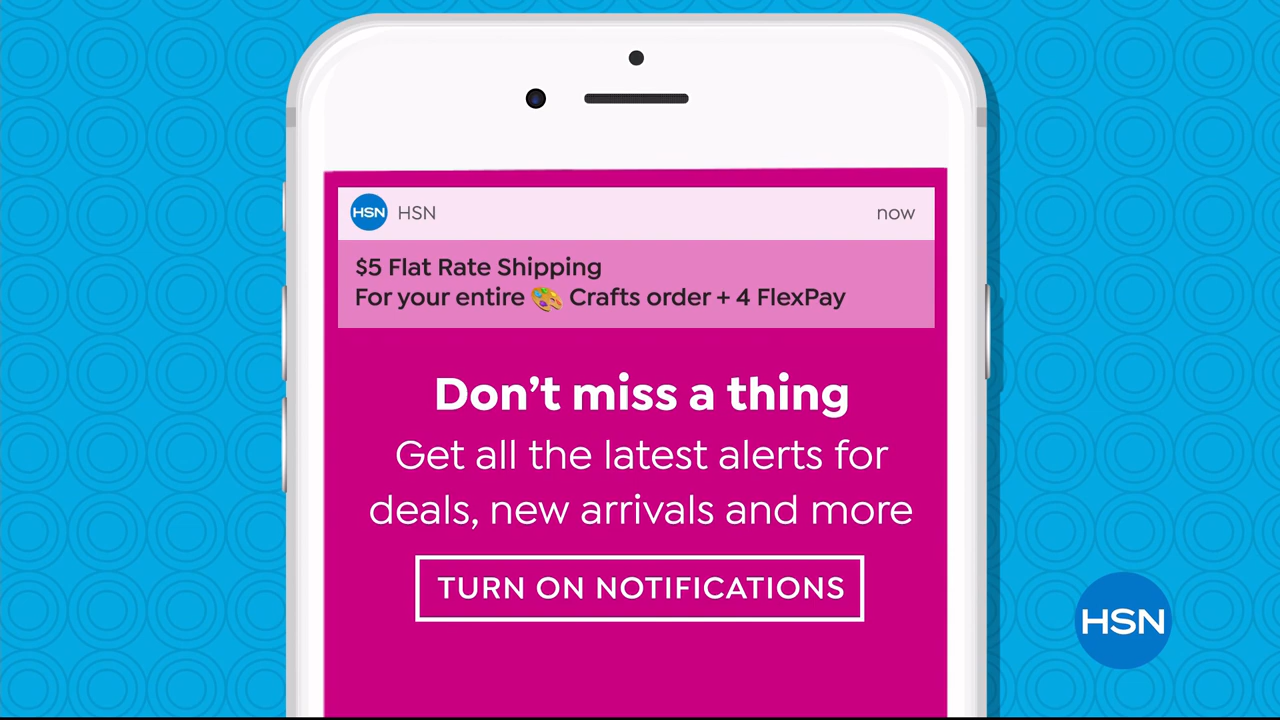 HSN HSN now
$5 Flat Rate Shipping
For your entire 🎨 Crafts order + 4 FlexPay
Don't miss a thing
Get all the latest alerts for
deals, new arrivals and more
TURN ON NOTIFICATIONS
HSN